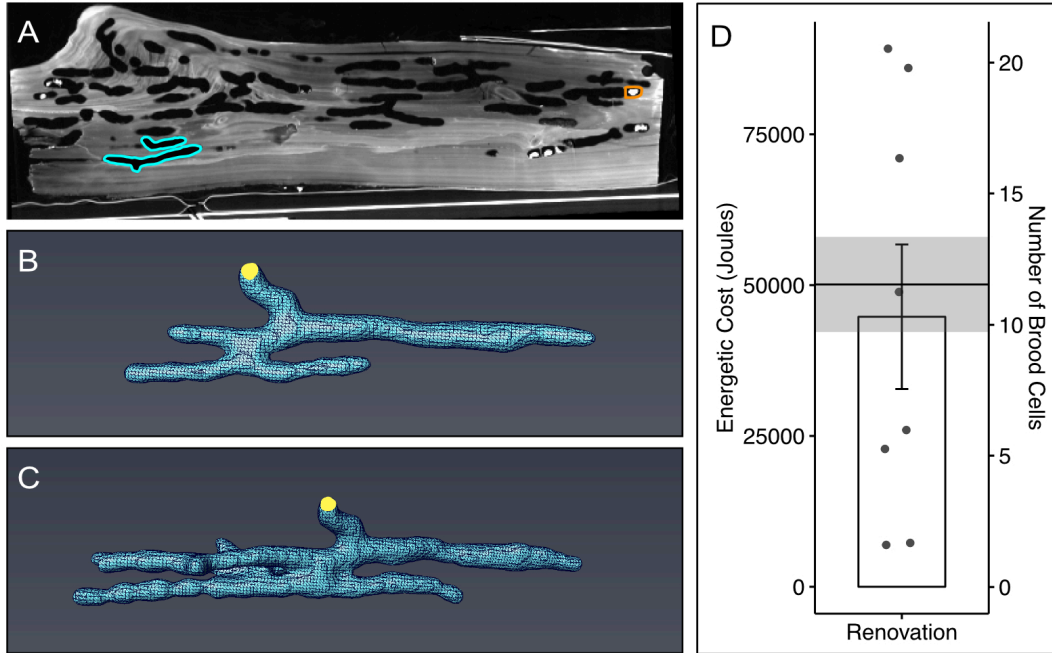 A
B
C
D
Energetic Cost (Joules)
75000
50000
25000
0
20
15
10
5
0
Number of Brood Cells
Renovation